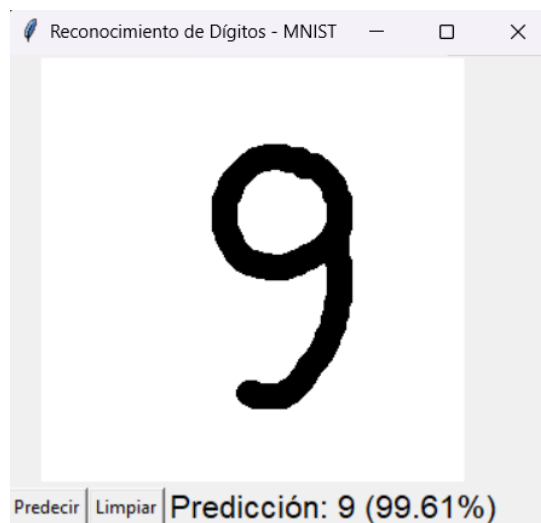 Reconocimiento de Dígitos - MNIST
9
Predecir Limpiar Predicción: 9 (99.61%)